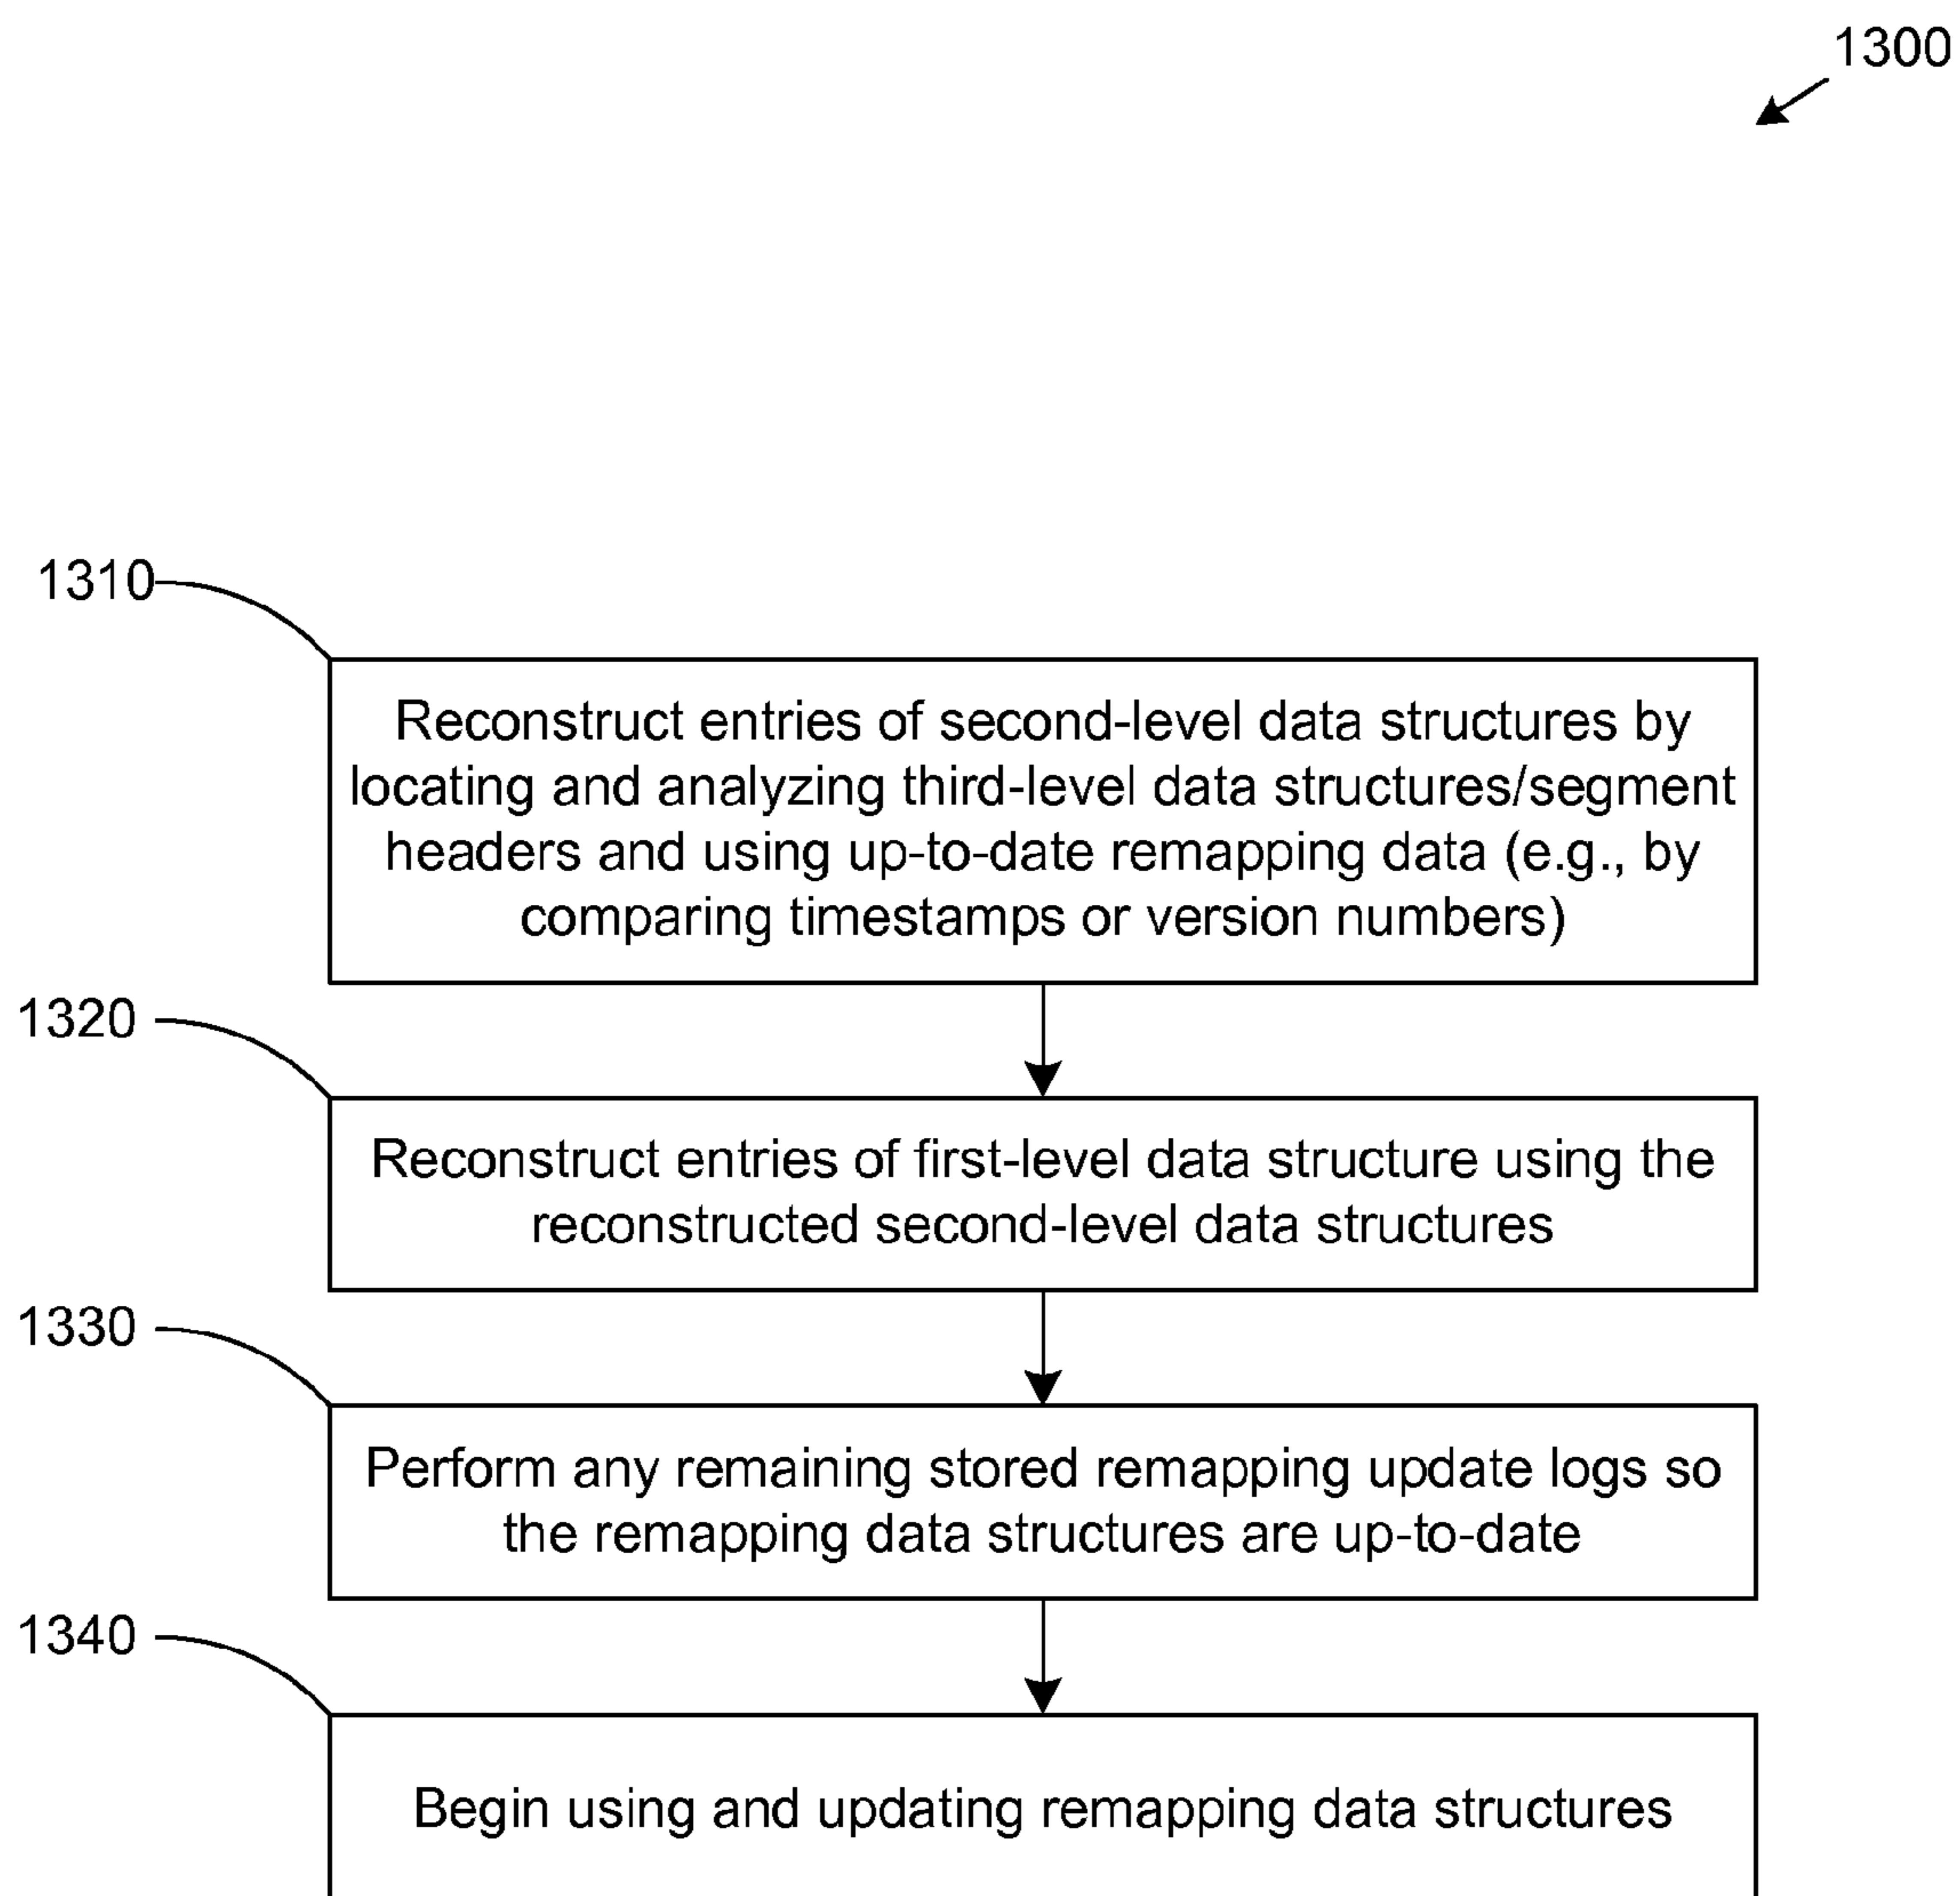 1300
1310
Reconstruct entries of second-level data structures by
locating and analyzing third-level data structures/segment
headers and using up-to-date remapping data (e.g., by
comparing timestamps or version numbers)
1320
Reconstruct entries of first-level data structure using the
reconstructed second-level data structures
1330
Perform any remaining stored remapping update logs so
the remapping data structures are up-to-date
1340
Begin using and updating remapping data structures